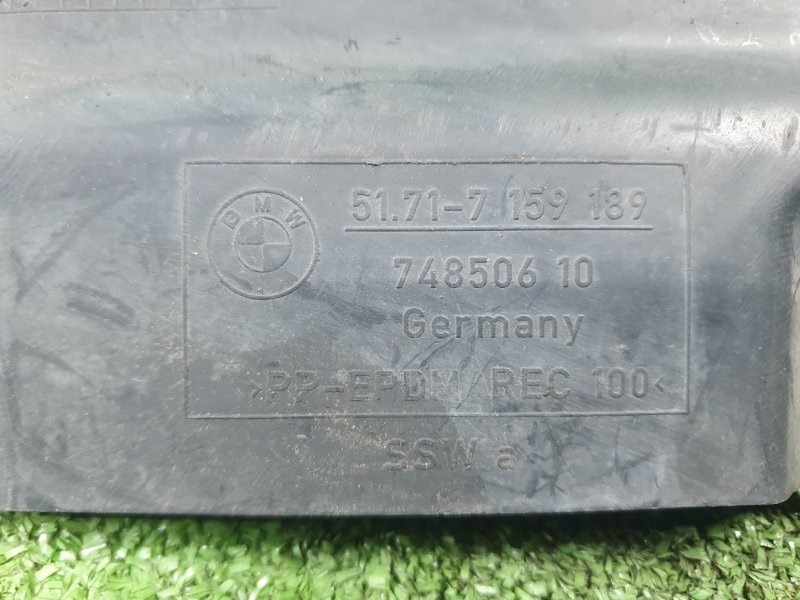 BMW
51.71-7 159 189
748506 10
Germany
>PP-EPDM REC 100<
SSW a